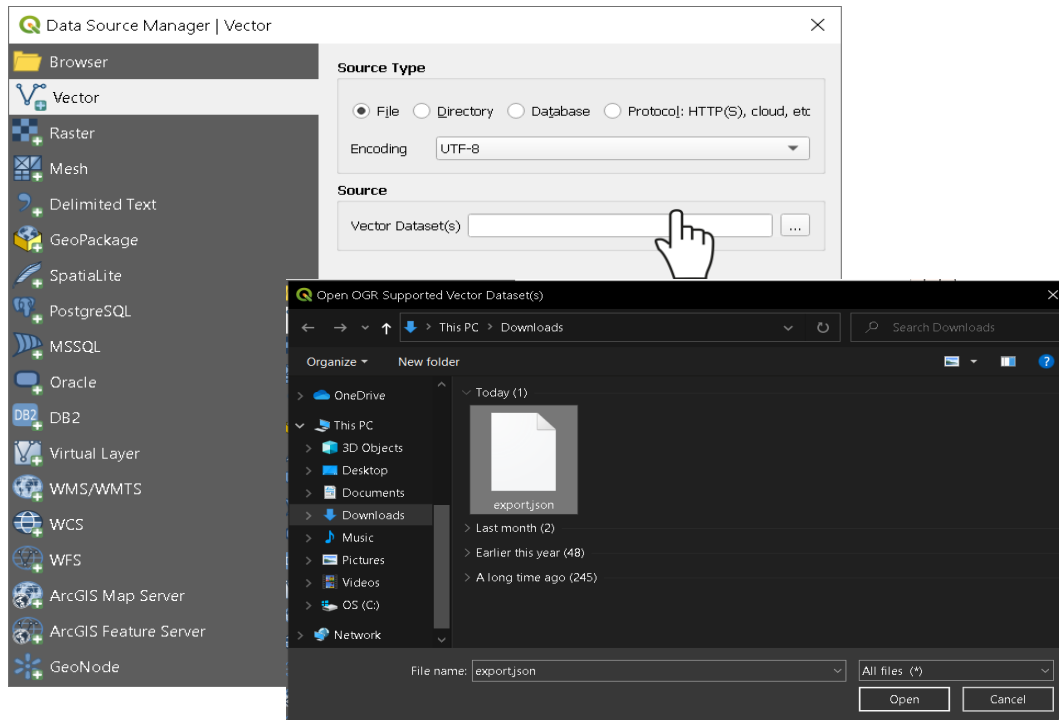 Data Source Manager | Vector
Browser
Vector
Raster
Mesh
Delimited Text
GeoPackage
SpatiaLite
PostgreSQL
MSSQL
Oracle
DB2
DB2
Virtual Layer
WMS/WMTS
WCS
WFS
ArcGIS Map Server
ArcGIS Feature Server
GeoNode
Source Type
File Directory Database Protocol: HTTP(S), cloud, etc
Encoding UTF-8
Source
Vector Dataset(s) ...
Open OGR Supported Vector Dataset(s)
This PC > Downloads
Search Downloads
Organize New folder
OneDrive
This PC
3D Objects
Desktop
Documents
Downloads
Music
Pictures
Videos
OS (C:)
Network
Today (1)
export.json
Last month (2)
Earlier this year (48)
A long time ago (245)
File name: export.json All files (*)
Open Cancel